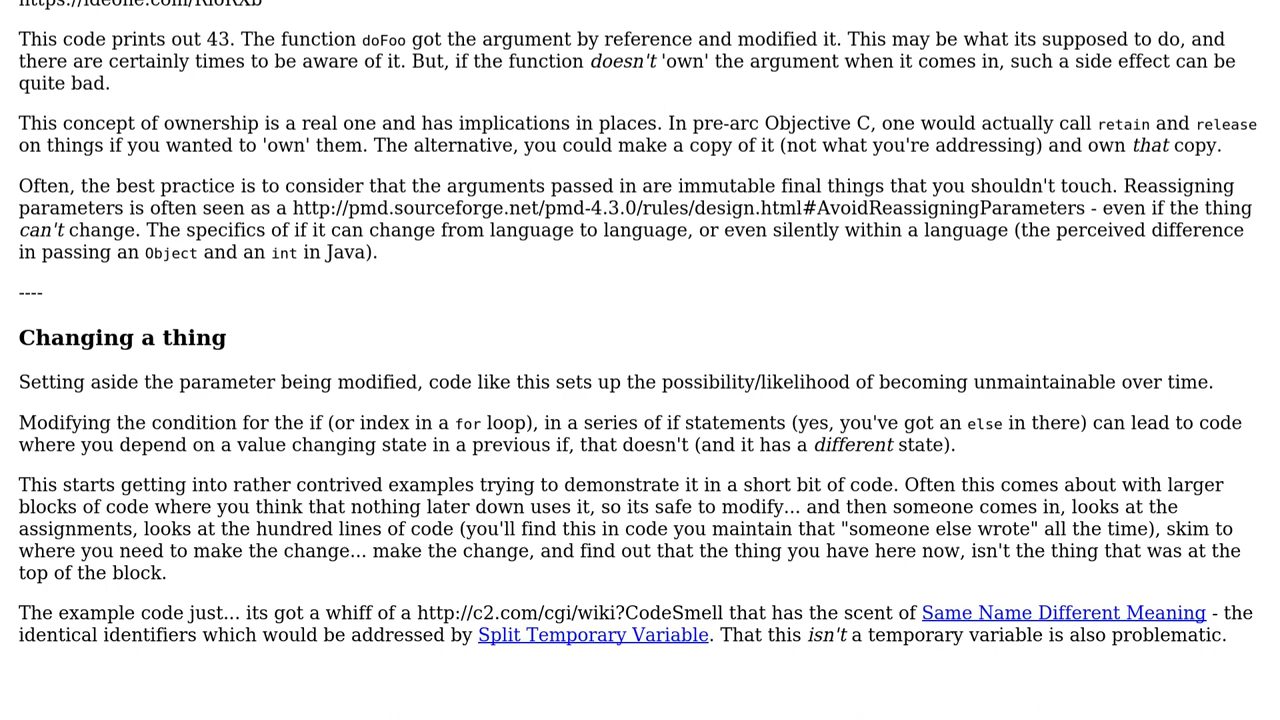 https://ideone.com/RioRXb
This code prints out 43. The function doFoo got the argument by reference and modified it. This may be what its supposed to do, and
there are certainly times to be aware of it. But, if the function doesn't 'own' the argument when it comes in, such a side effect can be
quite bad.
This concept of ownership is a real one and has implications in places. In pre-arc Objective C, one would actually call retain and release
on things if you wanted to 'own' them. The alternative, you could make a copy of it (not what you're addressing) and own that copy.
Often, the best practice is to consider that the arguments passed in are immutable final things that you shouldn't touch. Reassigning
parameters is often seen as a http://pmd.sourceforge.net/pmd-4.3.0/rules/design.html#AvoidReassigningParameters - even if the thing
can't change. The specifics of if it can change from language to language, or even silently within a language (the perceived difference
in passing an Object and an int in Java).
----
Changing a thing
Setting aside the parameter being modified, code like this sets up the possibility/likelihood of becoming unmaintainable over time.
Modifying the condition for the if (or index in a for loop), in a series of if statements (yes, you've got an else in there) can lead to code
where you depend on a value changing state in a previous if, that doesn't (and it has a different state).
This starts getting into rather contrived examples trying to demonstrate it in a short bit of code. Often this comes about with larger
blocks of code where you think that nothing later down uses it, so its safe to modify... and then someone comes in, looks at the
assignments, looks at the hundred lines of code (you'll find this in code you maintain that "someone else wrote" all the time), skim to
where you need to make the change... make the change, and find out that the thing you have here now, isn't the thing that was at the
top of the block.
The example code just... its got a whiff of a http://c2.com/cgi/wiki?CodeSmell that has the scent of Same Name Different Meaning - the
identical identifiers which would be addressed by Split Temporary Variable. That this isn't a temporary variable is also problematic.